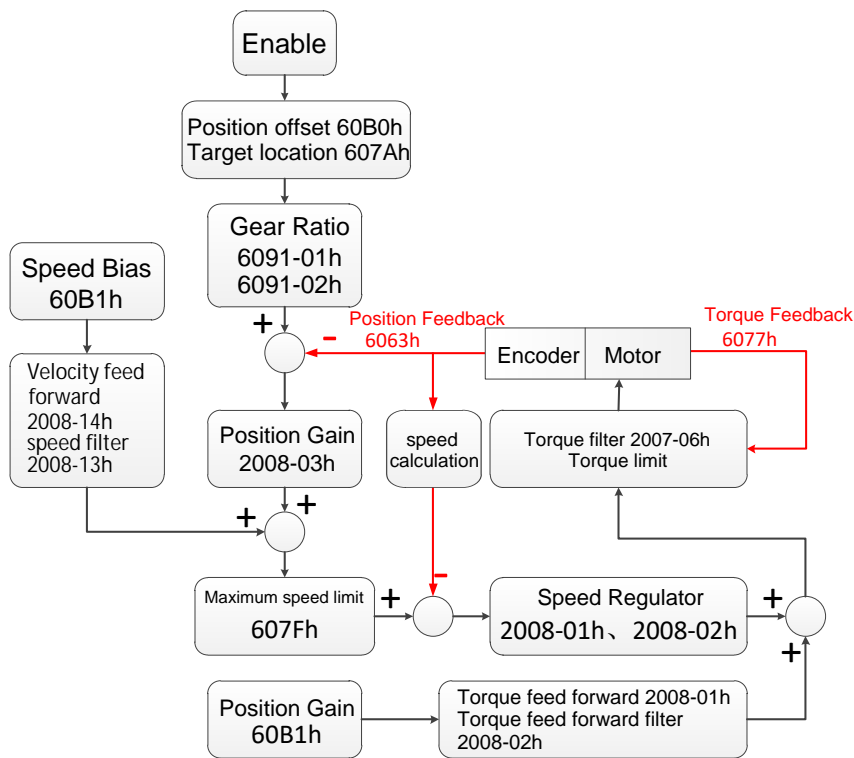 Enable
Position offset 60B0h
Target location 607Ah
Gear Ratio
6091-01h
6091-02h
Speed Bias
60B1h
+
-
Position Feedback
6063h
Encoder
Motor
Torque Feedback
6077h
Velocity feed
forward
2008-14h
speed filter
2008-13h
Position Gain
2008-03h
speed
calculation
Torque filter 2007-06h
Torque limit
+
+
Maximum speed limit
607Fh
+
-
Speed Regulator
2008-01h、2008-02h
+
+
Position Gain
60B1h
Torque feed forward 2008-01h
Torque feed forward filter
2008-02h